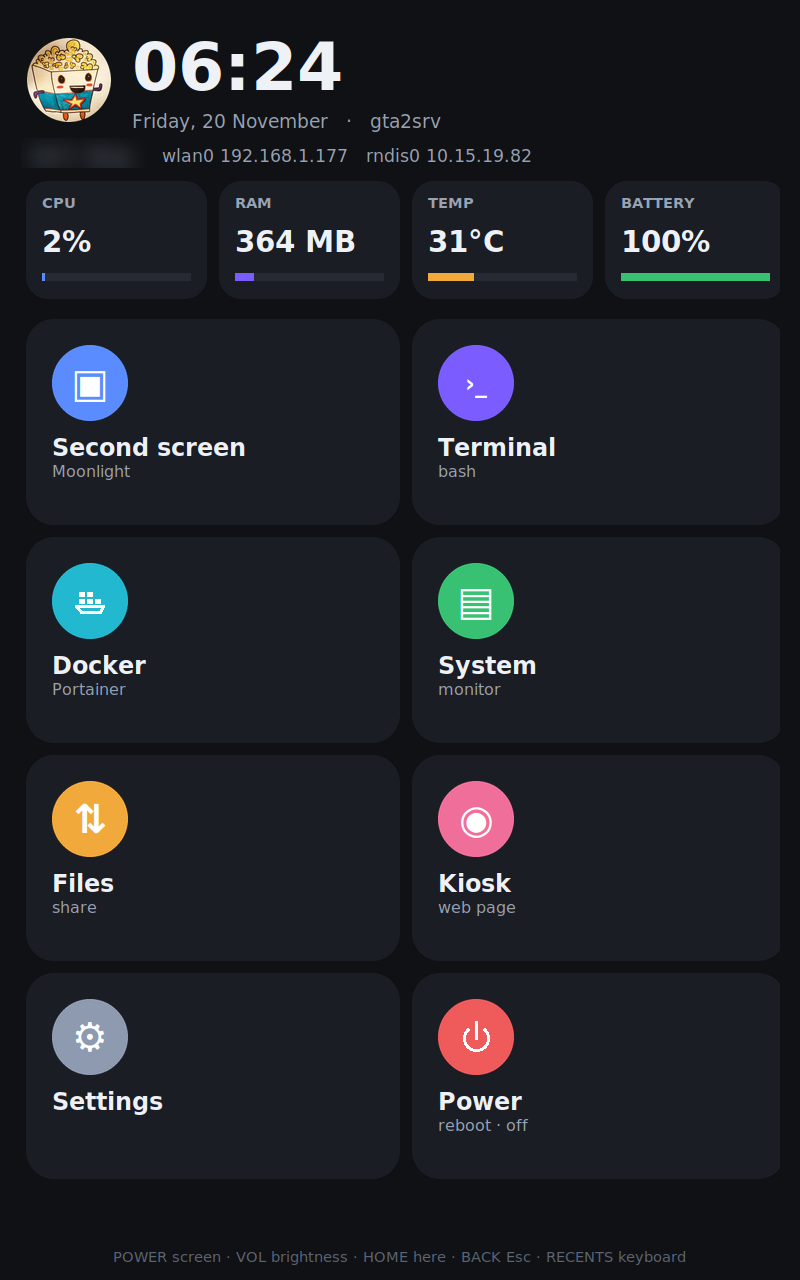 06:24
Friday, 20 November · gta2srv
wlan0 192.168.1.177 rndis0 10.15.19.82
CPU RAM TEMP BATTERY
2% 364 MB 31°C 100%
Second screen Terminal
Moonlight bash
Docker System
Portainer monitor
Files Kiosk
share web page
Settings Power
reboot · off
POWER screen · VOL brightness · HOME here · BACK Esc · RECENTS keyboard